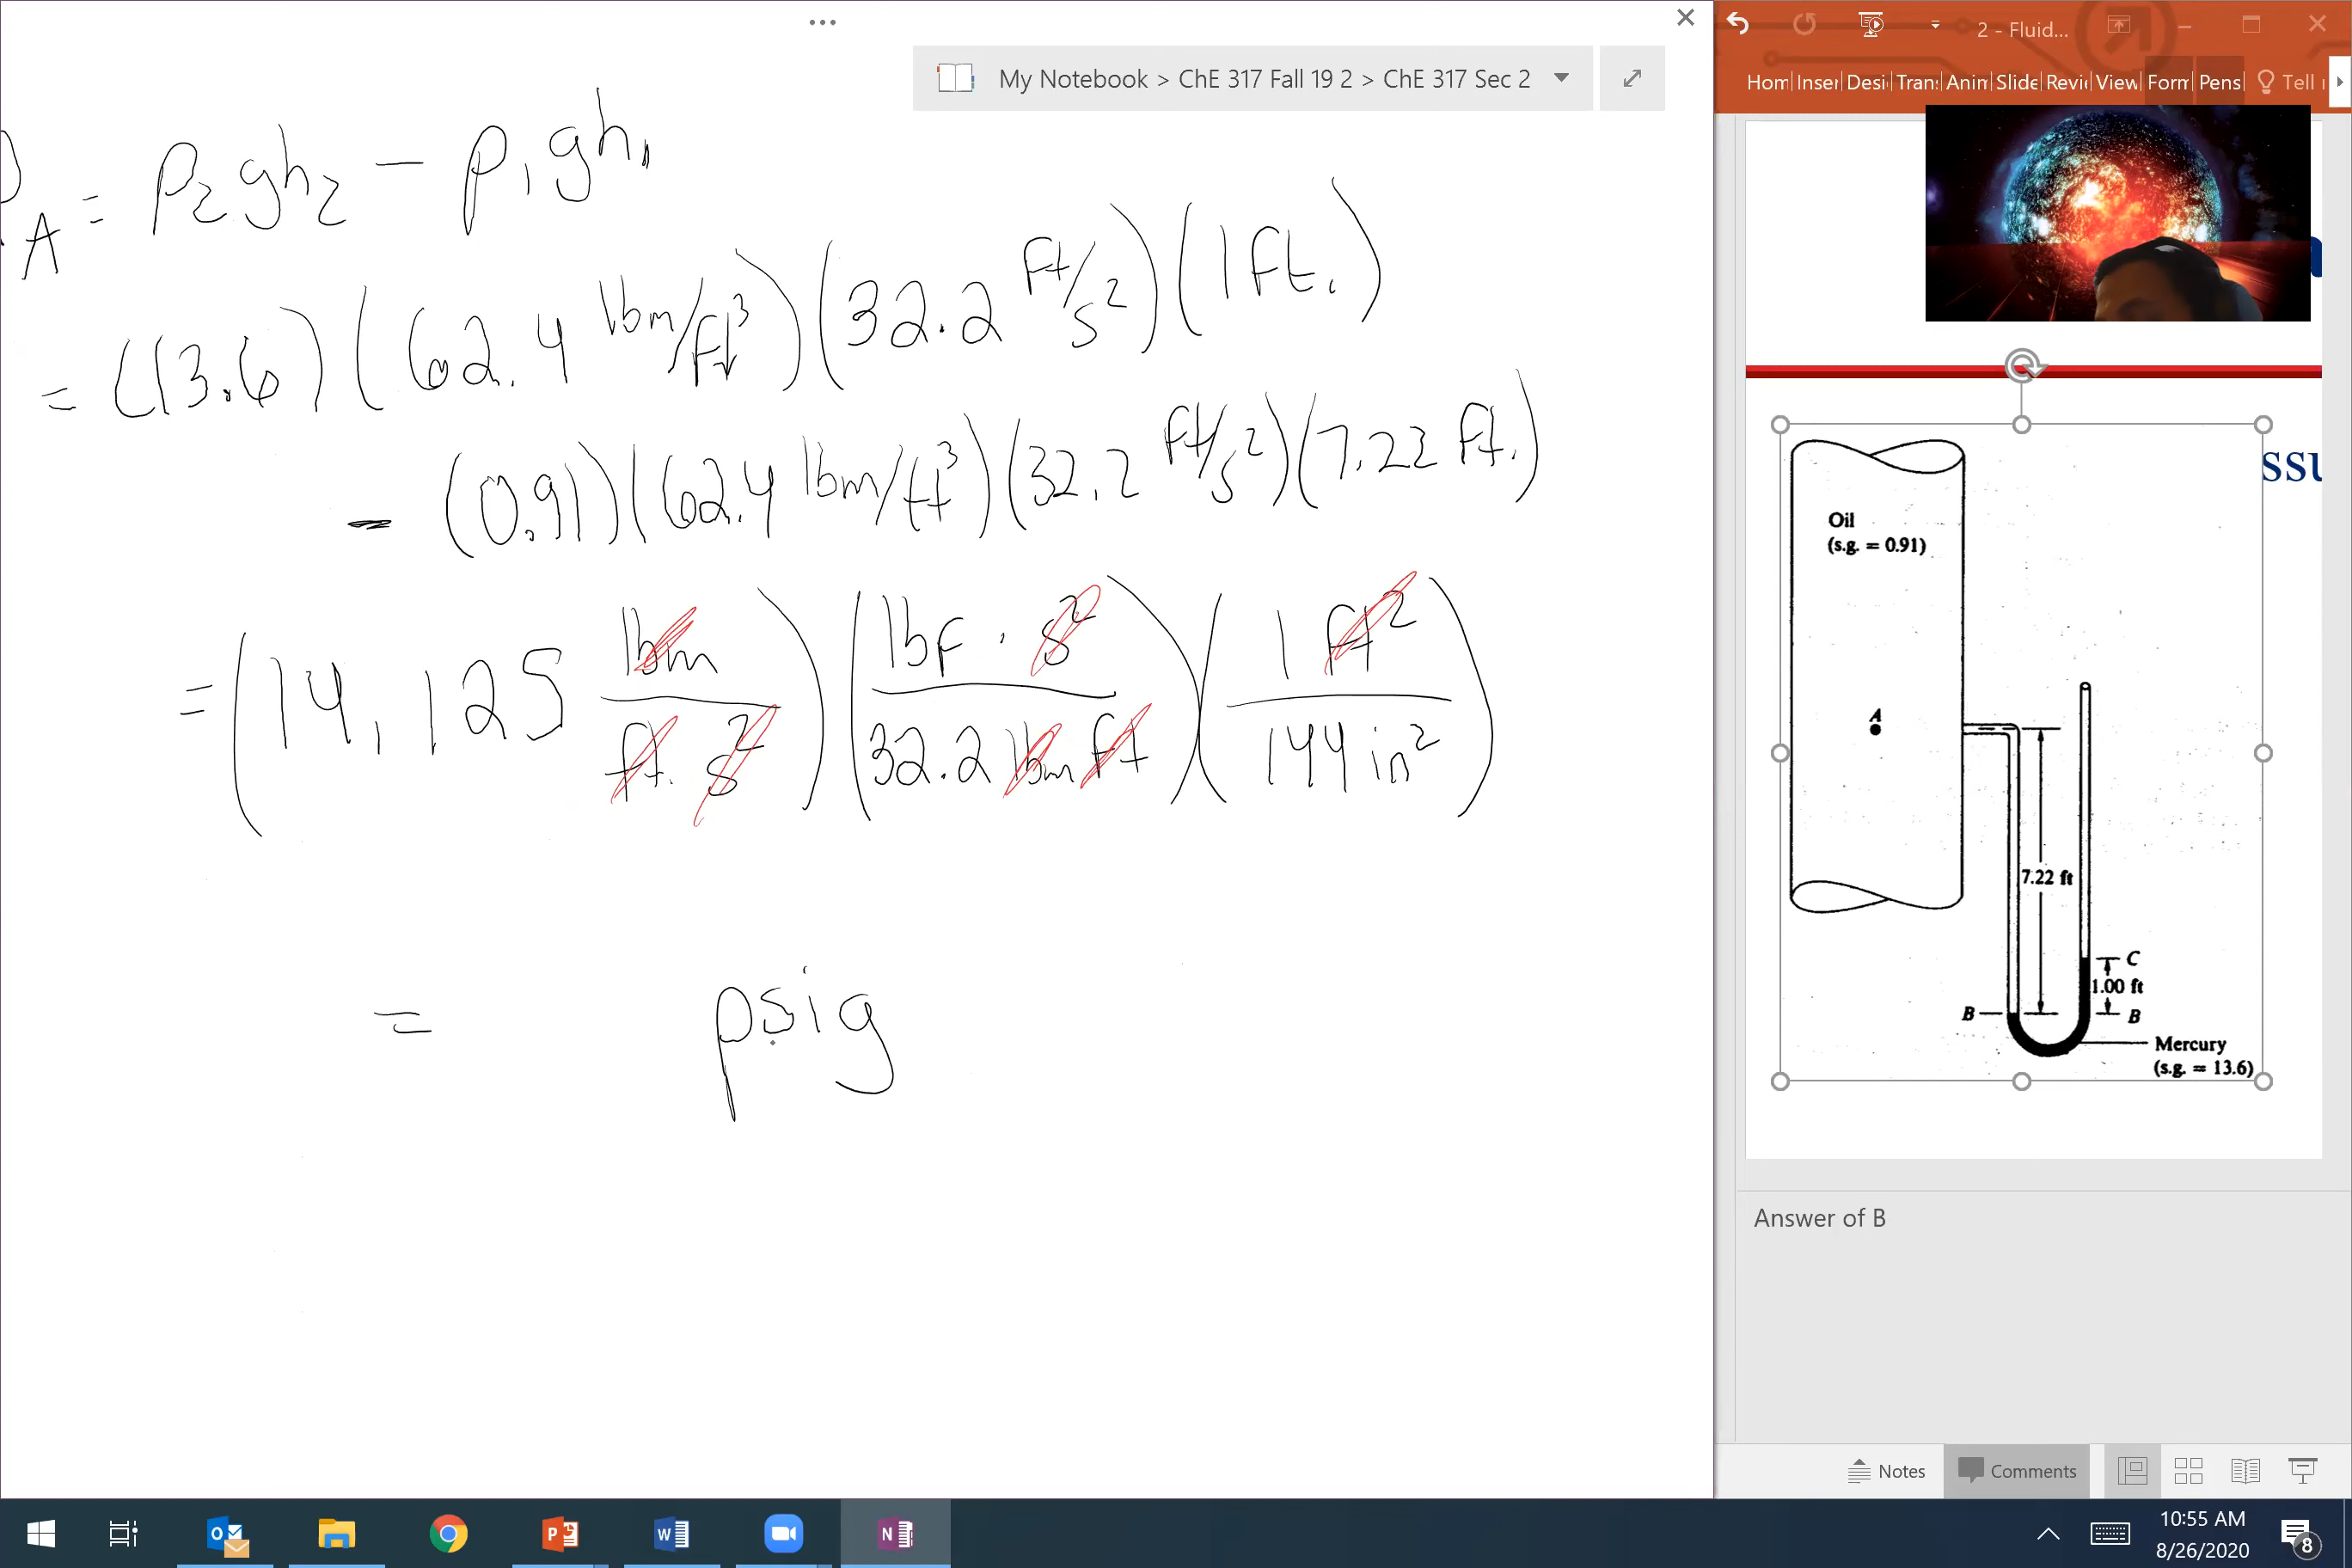 My Notebook > ChE 317 Fall 19 2 > ChE 317 Sec 2
P_A = ρ₂gh₂ − ρ₁gh₁
= (13.6)(62.4 lbm/ft³)(32.2 ft/s²)(1 ft.)
- (0.91)(62.4 lbm/ft³)(32.2 ft/s²)(7.22 ft.)
= (14,125 lbm/ft. s²)(lbf · s²/32.2 lbm ft)(1 ft²/144 in²)
= psig
2 - Fluid...
Hom Inser Desi Tran Anim Slide Revie View Form Pens Tell
ssu
Oil
(s.g. = 0.91)
A
7.22 ft
C
1.00 ft
B
B
Mercury
(s.g. = 13.6)
Answer of B
Notes Comments
10:55 AM
8/26/2020
8